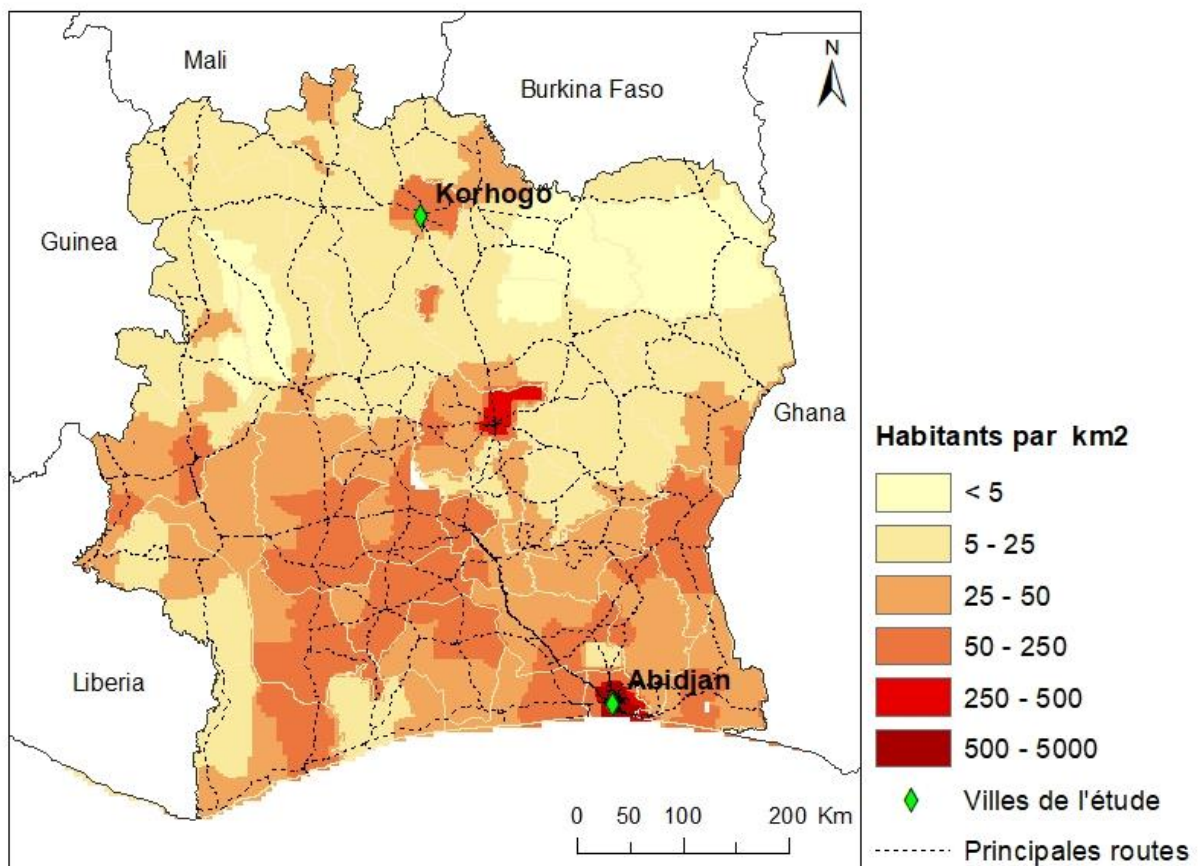 Mali
Burkina Faso
N
Korhogo
Guinea
Ghana
Liberia
Abidjan
0 50 100 200 Km
Habitants par km2
< 5
5 - 25
25 - 50
50 - 250
250 - 500
500 - 5000
Villes de l'étude
Principales routes